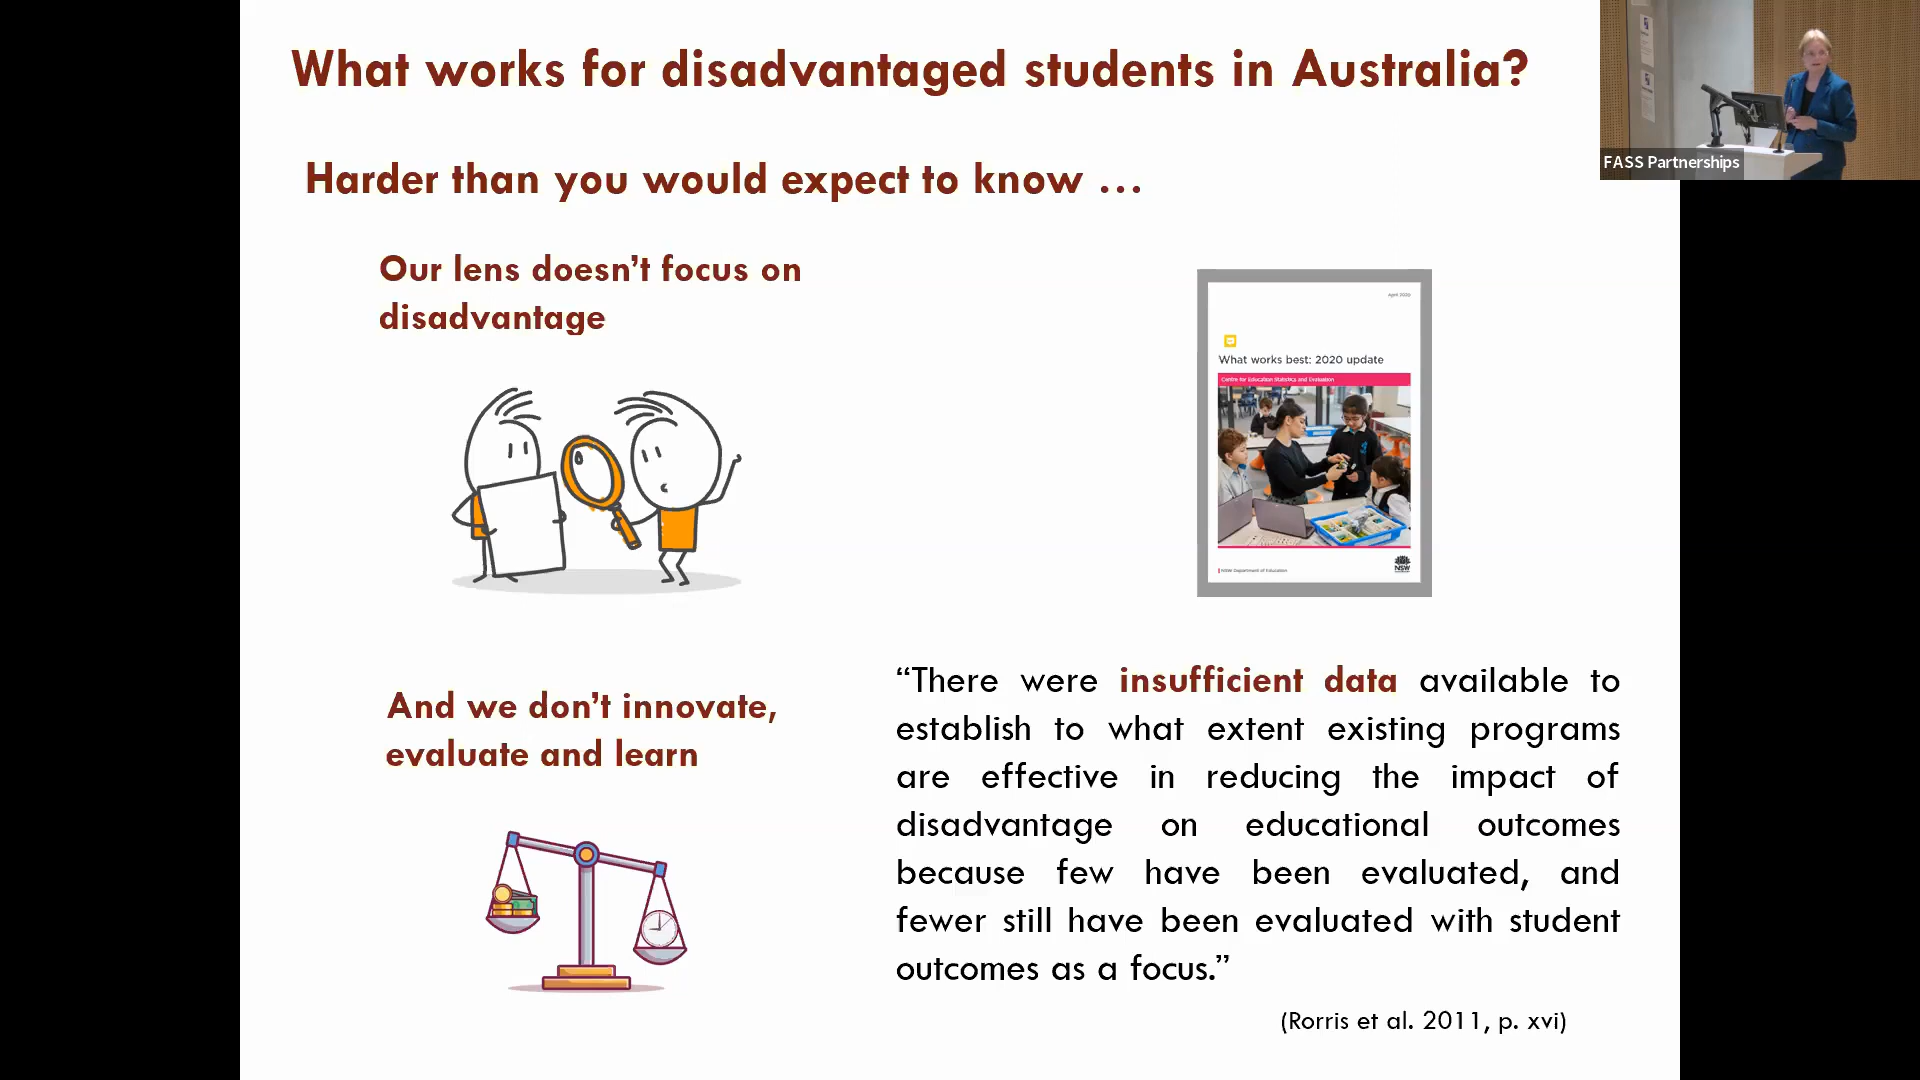 What works for disadvantaged students in Australia?
FASS Partnerships
Harder than you would expect to know …
Our lens doesn’t focus on
disadvantage
April 2020
What works best: 2020 update
Centre for Education Statistics and Evaluation
NSW Department of Education
NSW
And we don’t innovate,
evaluate and learn
“There were insufficient data available to
establish to what extent existing programs
are effective in reducing the impact of
disadvantage on educational outcomes
because few have been evaluated, and
fewer still have been evaluated with student
outcomes as a focus.”
(Rorris et al. 2011, p. xvi)